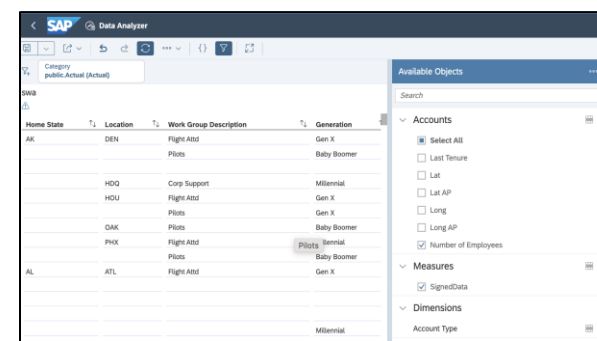 SAP Data Analyzer
Category
public.Actual (Actual)
swa
Home State Location Work Group Description Generation
AK DEN Flight Attd Gen X
Pilots Baby Boomer
HDQ Corp Support Millennial
HOU Flight Attd Gen X
Pilots Gen X
OAK Pilots Baby Boomer
PHX Flight Attd
Pilots
Pilots Baby Boomer
AL ATL Flight Attd Gen X
Millennial
Available Objects
Search
Accounts
Select All
Last Tenure
Lat
Lat AP
Long
Long AP
Number of Employees
Measures
SignedData
Dimensions
Account Type